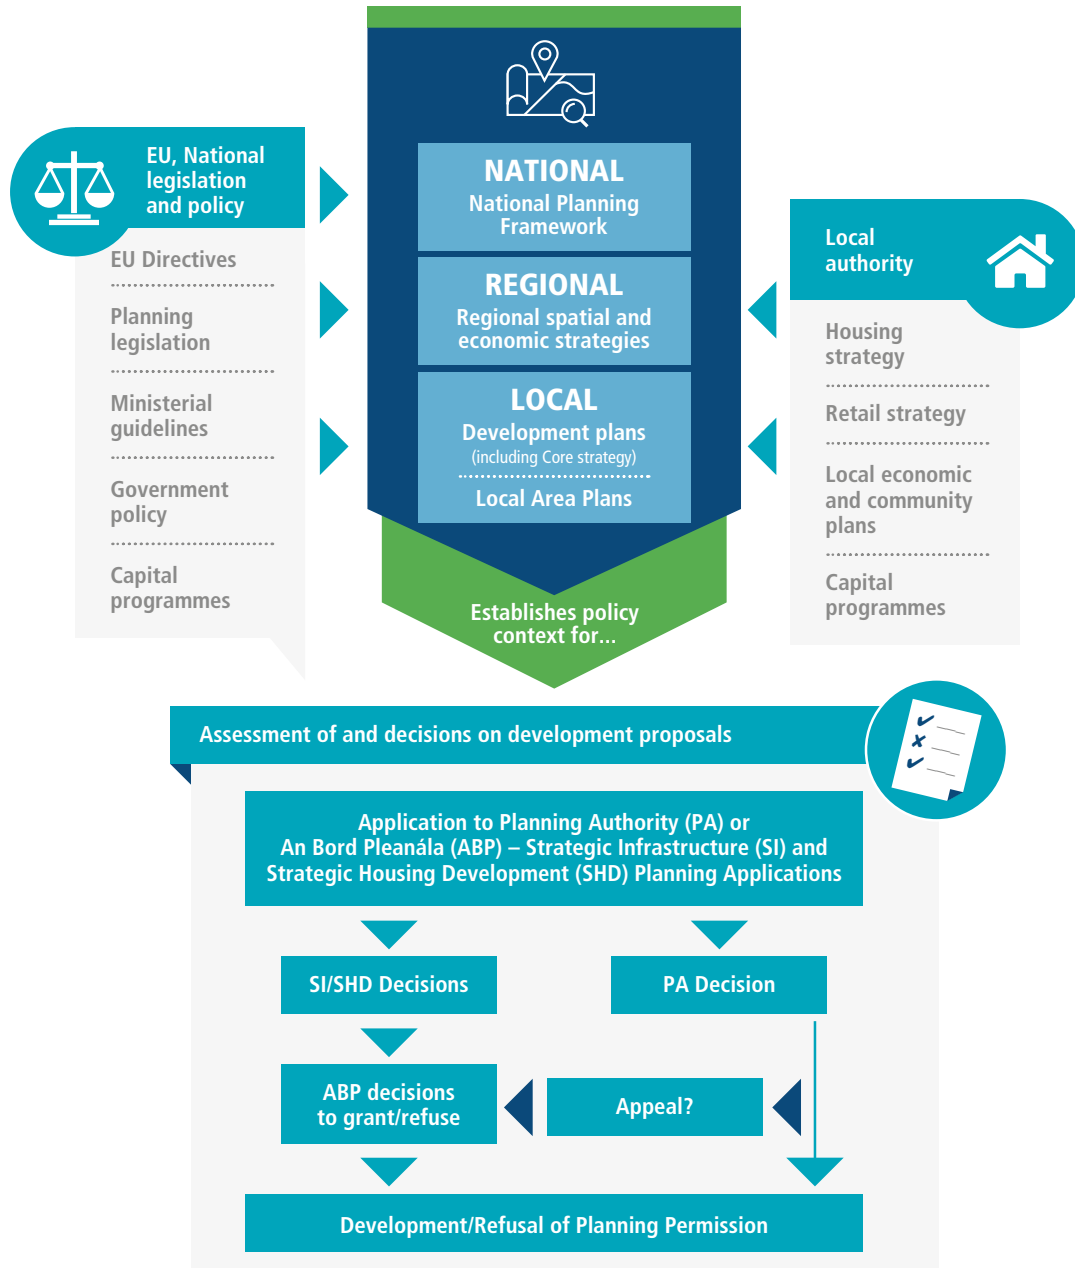 EU, National
legislation
and policy
EU Directives
Planning
legislation
Ministerial
guidelines
Government
policy
Capital
programmes
NATIONAL
National Planning
Framework
REGIONAL
Regional spatial and
economic strategies
LOCAL
Development plans
(including Core strategy)
Local Area Plans
Establishes policy
context for...
Local
authority
Housing
strategy
Retail strategy
Local economic
and community
plans
Capital
programmes
Assessment of and decisions on development proposals
Application to Planning Authority (PA) or
An Bord Pleanála (ABP) – Strategic Infrastructure (SI) and
Strategic Housing Development (SHD) Planning Applications
SI/SHD Decisions
PA Decision
ABP decisions
to grant/refuse
Appeal?
Development/Refusal of Planning Permission